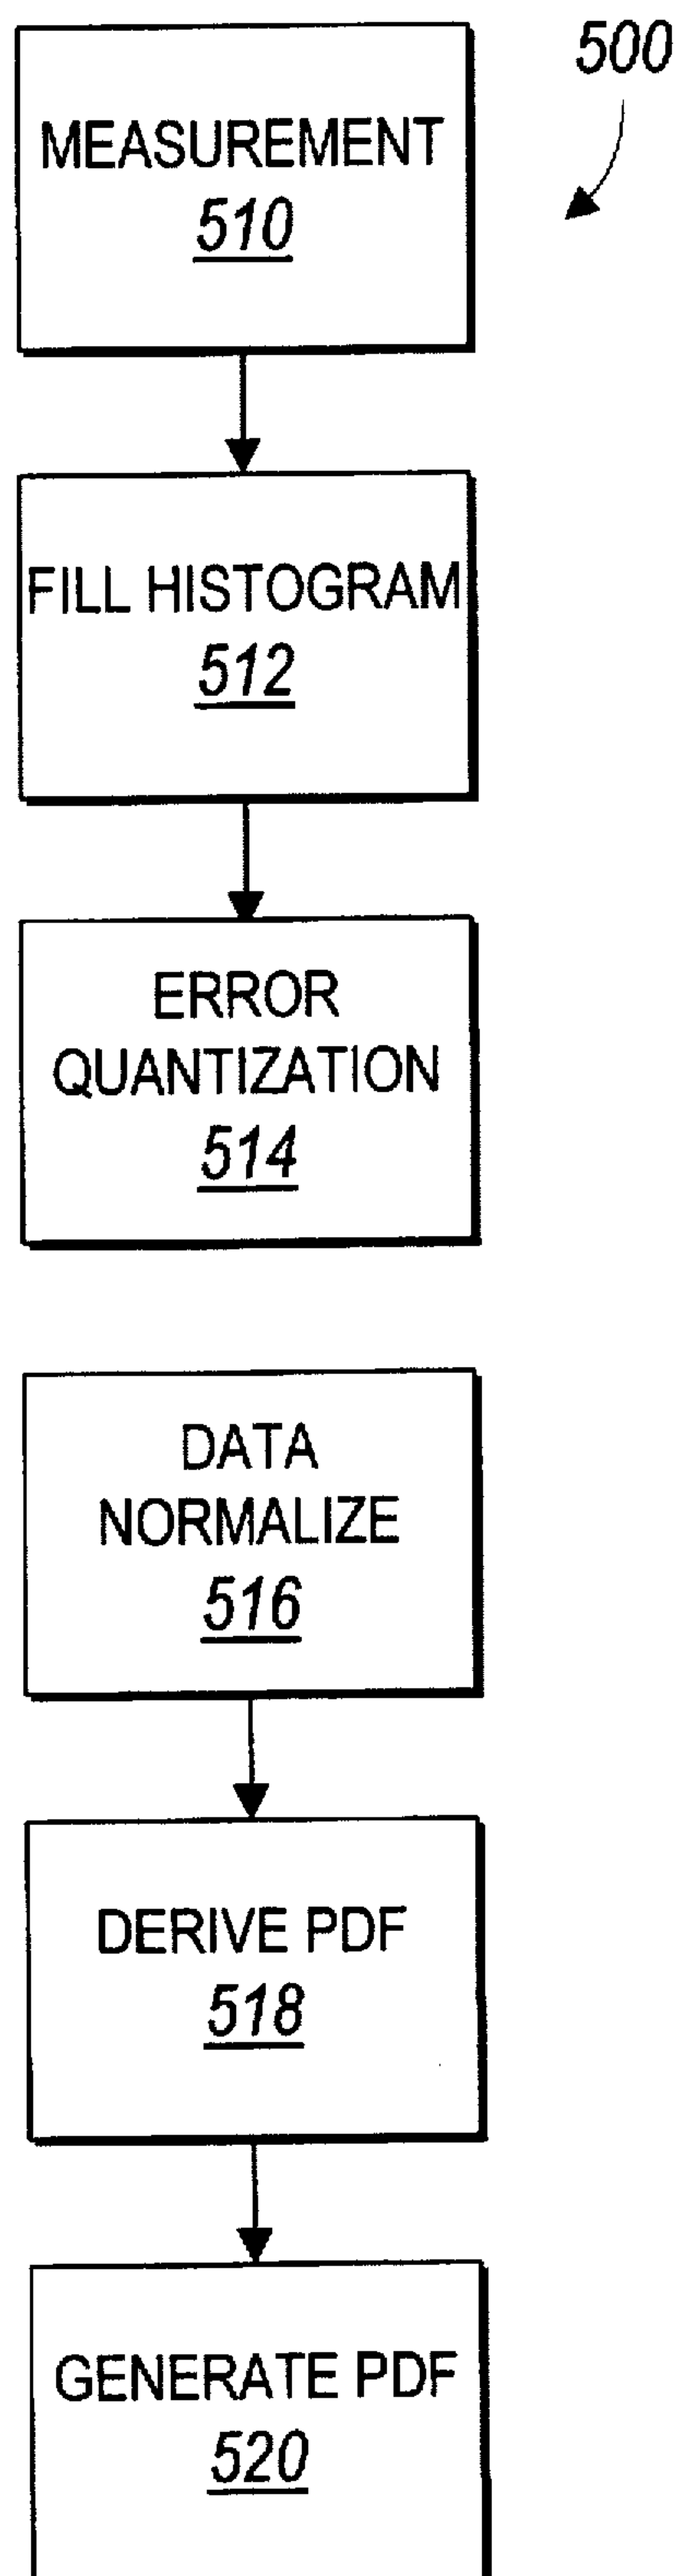 500
MEASUREMENT
510
FILL HISTOGRAM
512
ERROR
QUANTIZATION
514
DATA
NORMALIZE
516
DERIVE PDF
518
GENERATE PDF
520